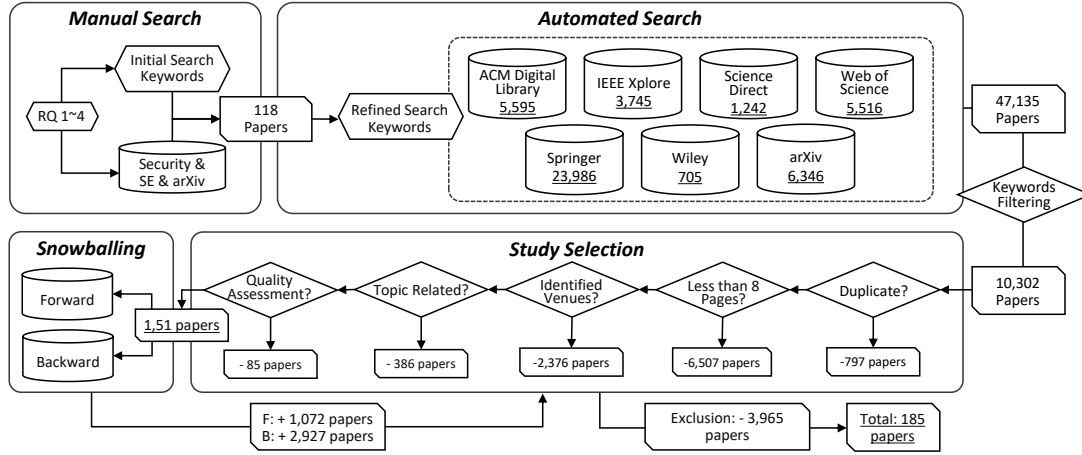 Manual Search
Automated Search
Initial Search
Keywords
RQ 1~4
Security &
SE & arXiv
118
Papers
Refined Search
Keywords
ACM Digital
Library
5,595
IEEE Xplore
3,745
Science
Direct
1,242
Web of
Science
5,516
Springer
23,986
Wiley
705
arXiv
6,346
47,135
Papers
Keywords
Filtering
10,302
Papers
Snowballing
Study Selection
Forward
Backward
1,51 papers
Quality
Assessment?
Topic Related?
Identified
Venues?
Less than 8
Pages?
Duplicate?
- 85 papers
- 386 papers
-2,376 papers
-6,507 papers
-797 papers
F: + 1,072 papers
B: + 2,927 papers
Exclusion: - 3,965
papers
Total: 185
papers